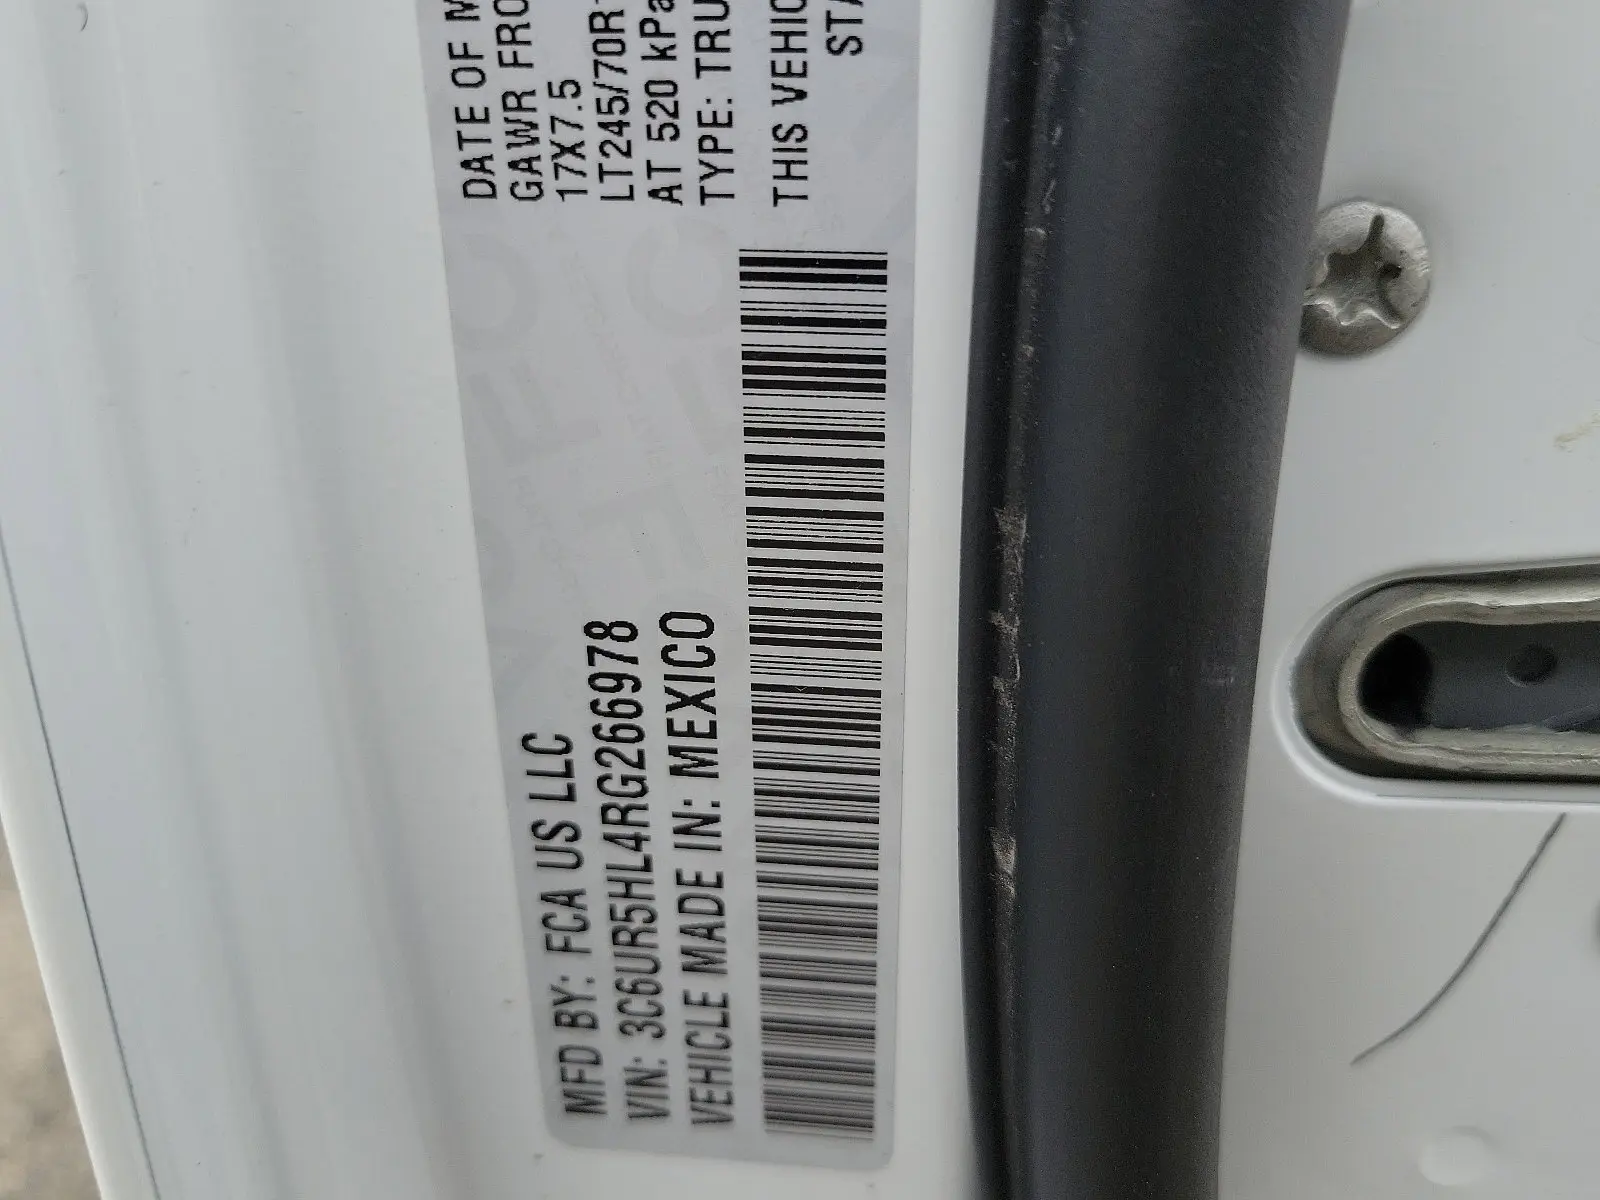 MFD BY: FCA US LLC
VIN: 3C6UR5HL4RG266978
VEHICLE MADE IN: MEXICO
DATE OF M
GAWR FRO
17X7.5
LT245/70R1
AT 520 kPa
TYPE: TRU
THIS VEHIC
STA